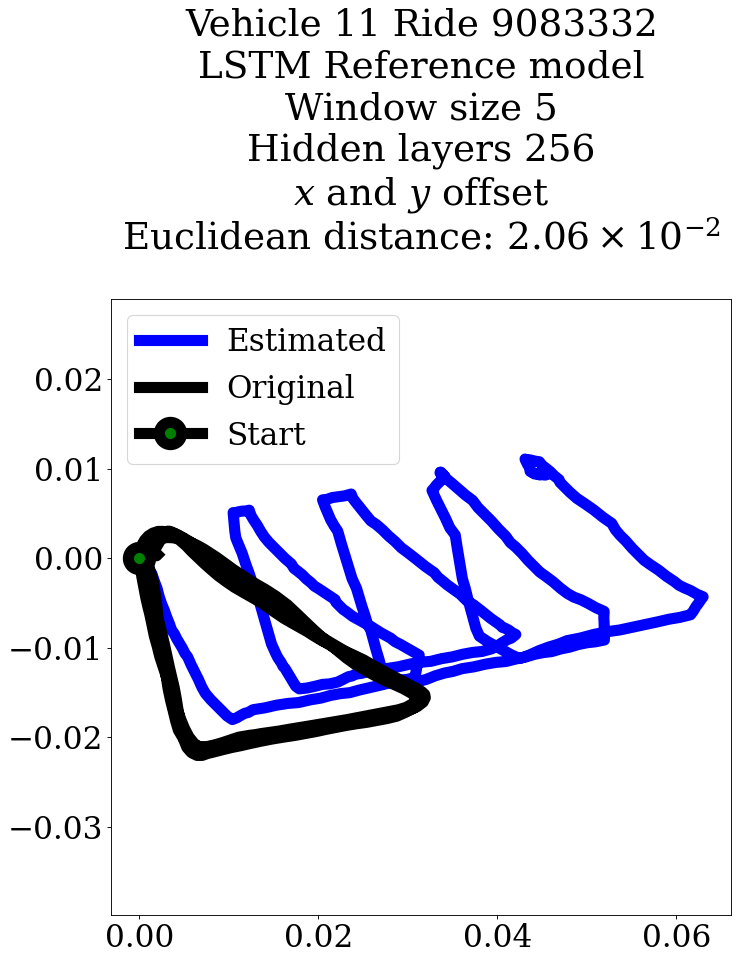 Vehicle 11 Ride 9083332
LSTM Reference model
Window size 5
Hidden layers 256
x and y offset
Euclidean distance: 2.06 × 10⁻²
Estimated
Original
Start
0.02
0.01
0.00
−0.01
−0.02
−0.03
0.00 0.02 0.04 0.06